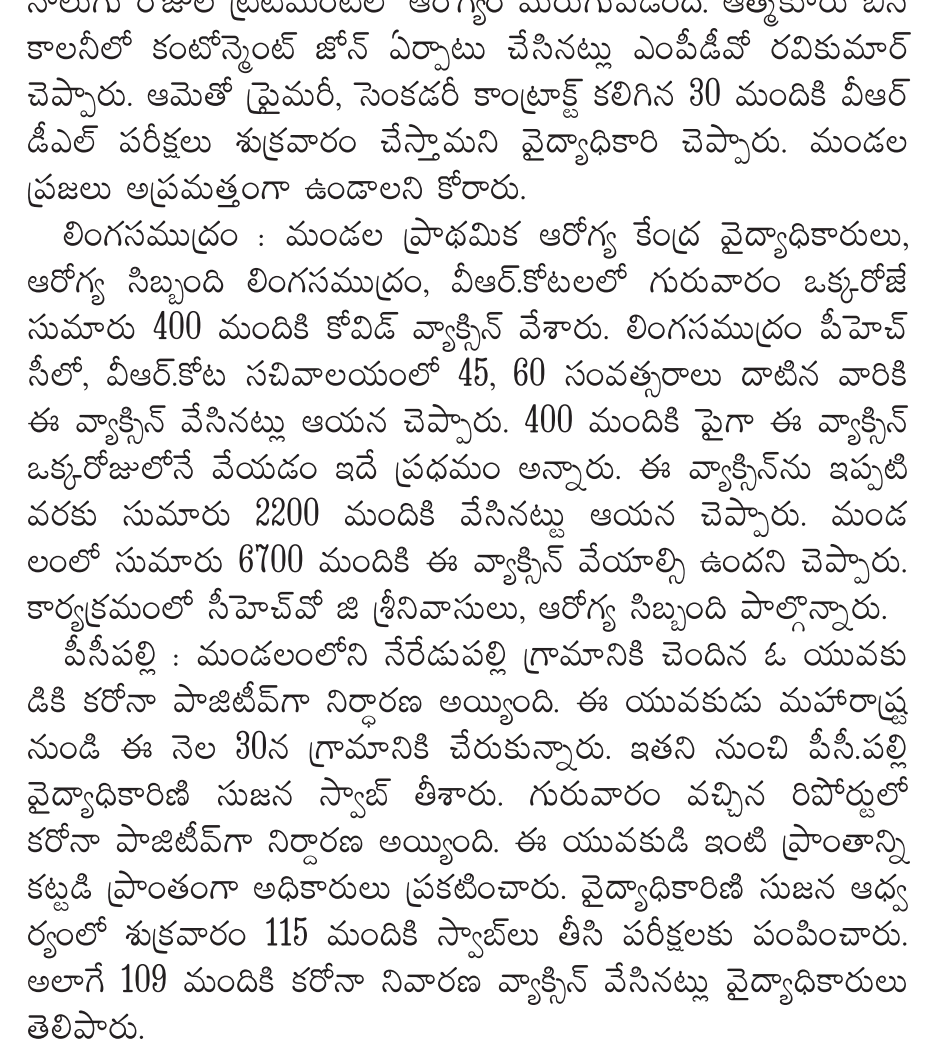 కాలనీలో కంటోన్మెంట్ జోన్ ఏర్పాటు చేసినట్లు ఎంపీడీవో రవికుమార్
చెప్పారు. ఆమెతో ప్రైమరీ, సెంకడరీ కాంట్రాక్ట్ కలిగిన 30 మందికి వీఆర్
డీఎల్ పరీక్షలు శుక్రవారం చేస్తామని వైద్యాధికారి చెప్పారు. మండల
ప్రజలు అప్రమత్తంగా ఉండాలని కోరారు.
లింగసముద్రం : మండల ప్రాథమిక ఆరోగ్య కేంద్ర వైద్యాధికారులు,
ఆరోగ్య సిబ్బంది లింగసముద్రం, వీఆర్.కోటలలో గురువారం ఒక్కరోజే
సుమారు 400 మందికి కోవిడ్ వ్యాక్సిన్ వేశారు. లింగసముద్రం పీహెచ్
సీలో, వీఆర్.కోట సచివాలయంలో 45, 60 సంవత్సరాలు దాటిన వారికి
ఈ వ్యాక్సిన్ వేసినట్లు ఆయన చెప్పారు. 400 మందికి పైగా ఈ వ్యాక్సిన్
ఒక్కరోజులోనే వేయడం ఇదే ప్రధమం అన్నారు. ఈ వ్యాక్సిన్‌ను ఇప్పటి
వరకు సుమారు 2200 మందికి వేసినట్టు ఆయన చెప్పారు. మండ
లంలో సుమారు 6700 మందికి ఈ వ్యాక్సిన్ వేయాల్సి ఉందని చెప్పారు.
కార్యక్రమంలో సీహెచ్‌వో జి శ్రీనివాసులు, ఆరోగ్య సిబ్బంది పాల్గొన్నారు.
పీసీపల్లి : మండలంలోని నేరేడుపల్లి గ్రామానికి చెందిన ఓ యువకు
డికి కరోనా పాజిటీవ్‌గా నిర్ధారణ అయ్యింది. ఈ యువకుడు మహారాష్ట్ర
నుండి ఈ నెల 30న గ్రామానికి చేరుకున్నారు. ఇతని నుంచి పీసీ.పల్లి
వైద్యాధికారిణి సుజన స్వాబ్ తీశారు. గురువారం వచ్చిన రిపోర్టులో
కరోనా పాజిటీవ్‌గా నిర్దారణ అయ్యింది. ఈ యువకుడి ఇంటి ప్రాంతాన్ని
కట్టడి ప్రాంతంగా అధికారులు ప్రకటించారు. వైద్యాధికారిణి సుజన ఆధ్వ
ర్యంలో శుక్రవారం 115 మందికి స్వాబ్‌లు తీసి పరీక్షలకు పంపించారు.
అలాగే 109 మందికి కరోనా నివారణ వ్యాక్సిన్ వేసినట్లు వైద్యాధికారులు
తెలిపారు.